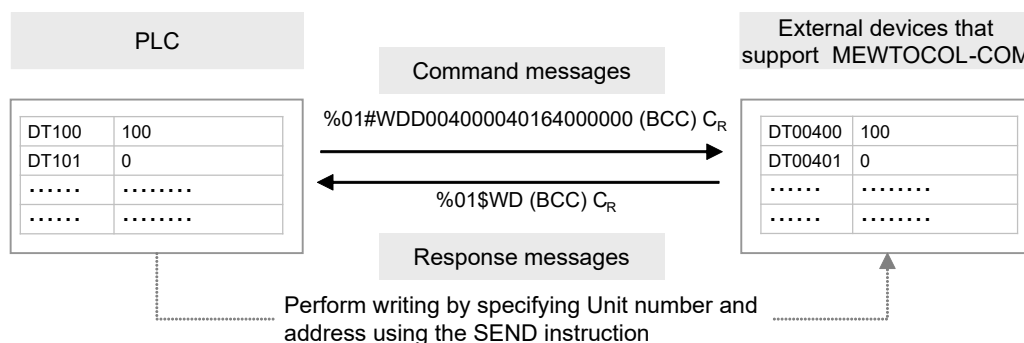 PLC
External devices that
support MEWTOCOL-COM
Command messages
%01#WDD004000040164000000 (BCC) CR
DT100 100
DT101 0
...... ........
...... ........
DT00400 100
DT00401 0
...... ........
...... ........
%01$WD (BCC) CR
Response messages
Perform writing by specifying Unit number and
address using the SEND instruction